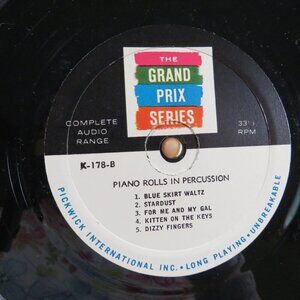 THE
GRAND
PRIX
SERIES
COMPLETE
AUDIO
RANGE
33⅓
RPM
K-178-B
PIANO ROLLS IN PERCUSSION
1. BLUE SKIRT WALTZ
2. STARDUST
3. FOR ME AND MY GAL
4. KITTEN ON THE KEYS
5. DIZZY FINGERS
PICKWICK INTERNATIONAL INC. • LONG PLAYING • UNBREAKABLE